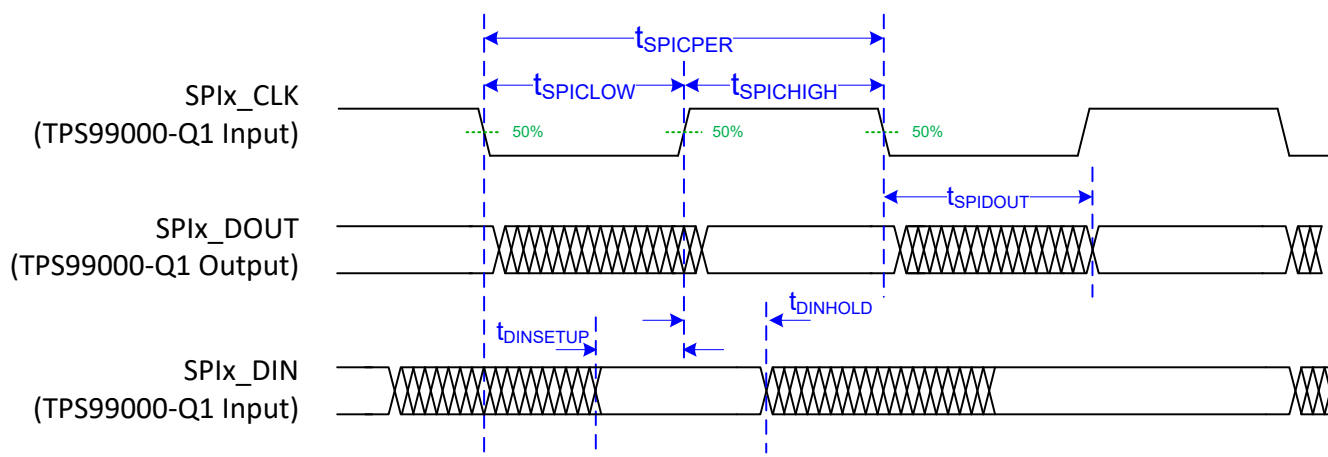 tSPICPER
tSPICLOW
tSPICHIGH
SPIx_CLK
(TPS99000-Q1 Input)
50%
50%
50%
tSPIDOUT
SPIx_DOUT
(TPS99000-Q1 Output)
tDINHOLD
tDINSETUP
SPIx_DIN
(TPS99000-Q1 Input)